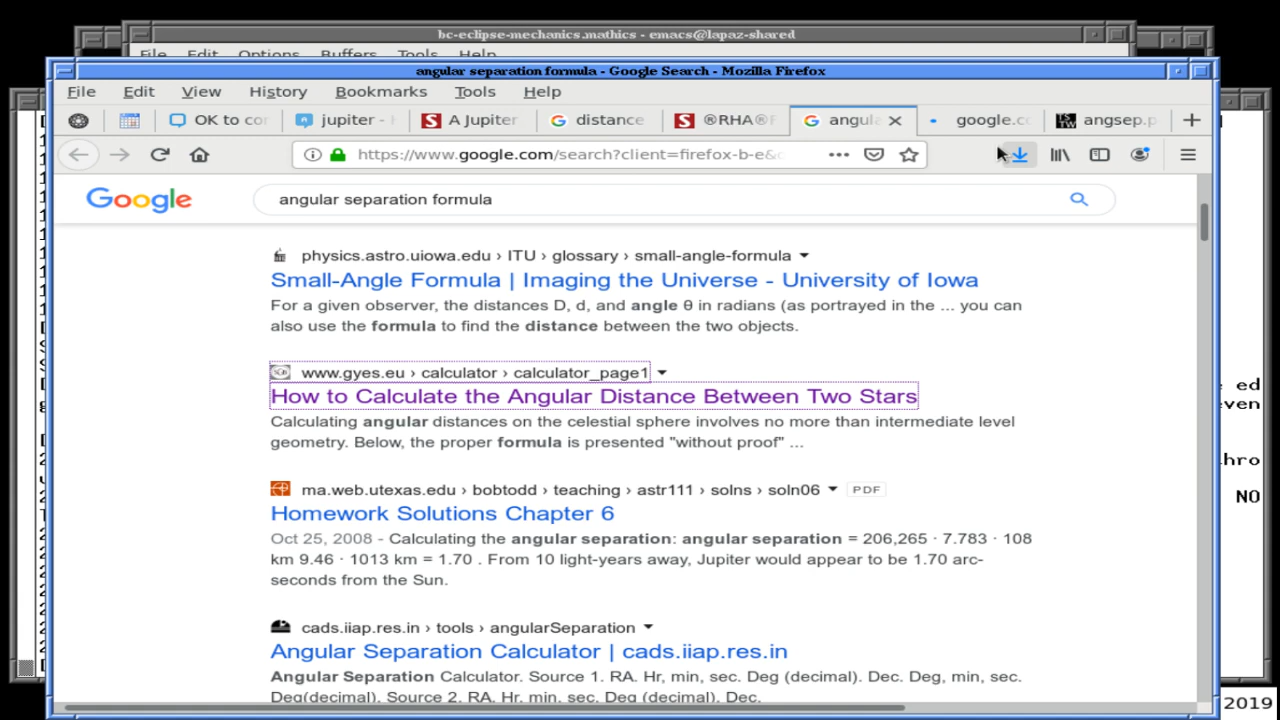 bc-eclipse-mechanics.mathics - emacs@lapaz-shared
File Edit Options Buffers Tools Help
angular separation formula - Google Search - Mozilla Firefox
File Edit View History Bookmarks Tools Help
OK to cor jupiter - A Jupiter distance ®RHA®F angula google.co angsep.p
https://www.google.com/search?client=firefox-b-e&
Google angular separation formula
physics.astro.uiowa.edu › ITU › glossary › small-angle-formula
Small-Angle Formula | Imaging the Universe - University of Iowa
For a given observer, the distances D, d, and angle θ in radians (as portrayed in the ... you can
also use the formula to find the distance between the two objects.
www.gyes.eu › calculator › calculator_page1
How to Calculate the Angular Distance Between Two Stars
Calculating angular distances on the celestial sphere involves no more than intermediate level
geometry. Below, the proper formula is presented "without proof" ...
ma.web.utexas.edu › bobtodd › teaching › astr111 › solns › soln06 PDF
Homework Solutions Chapter 6
Oct 25, 2008 - Calculating the angular separation: angular separation = 206,265 · 7.783 · 108
km 9.46 · 1013 km = 1.70 . From 10 light-years away, Jupiter would appear to be 1.70 arc-
seconds from the Sun.
cads.iiap.res.in › tools › angularSeparation
Angular Separation Calculator | cads.iiap.res.in
Angular Separation Calculator. Source 1. RA. Hr, min, sec. Deg (decimal). Dec. Deg, min, sec.
Deg(decimal). Source 2. RA. Hr, min, sec. Deg (decimal). Dec.
ed
ven
hro
NO
2019